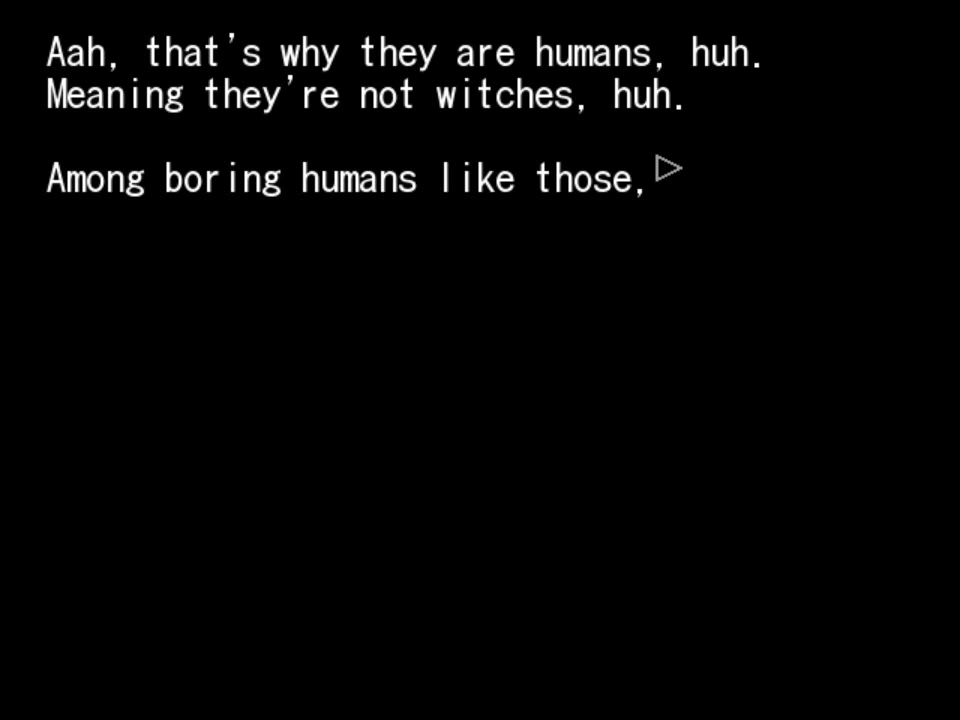 Aah, that's why they are humans, huh.
Meaning they're not witches, huh.
Among boring humans like those,